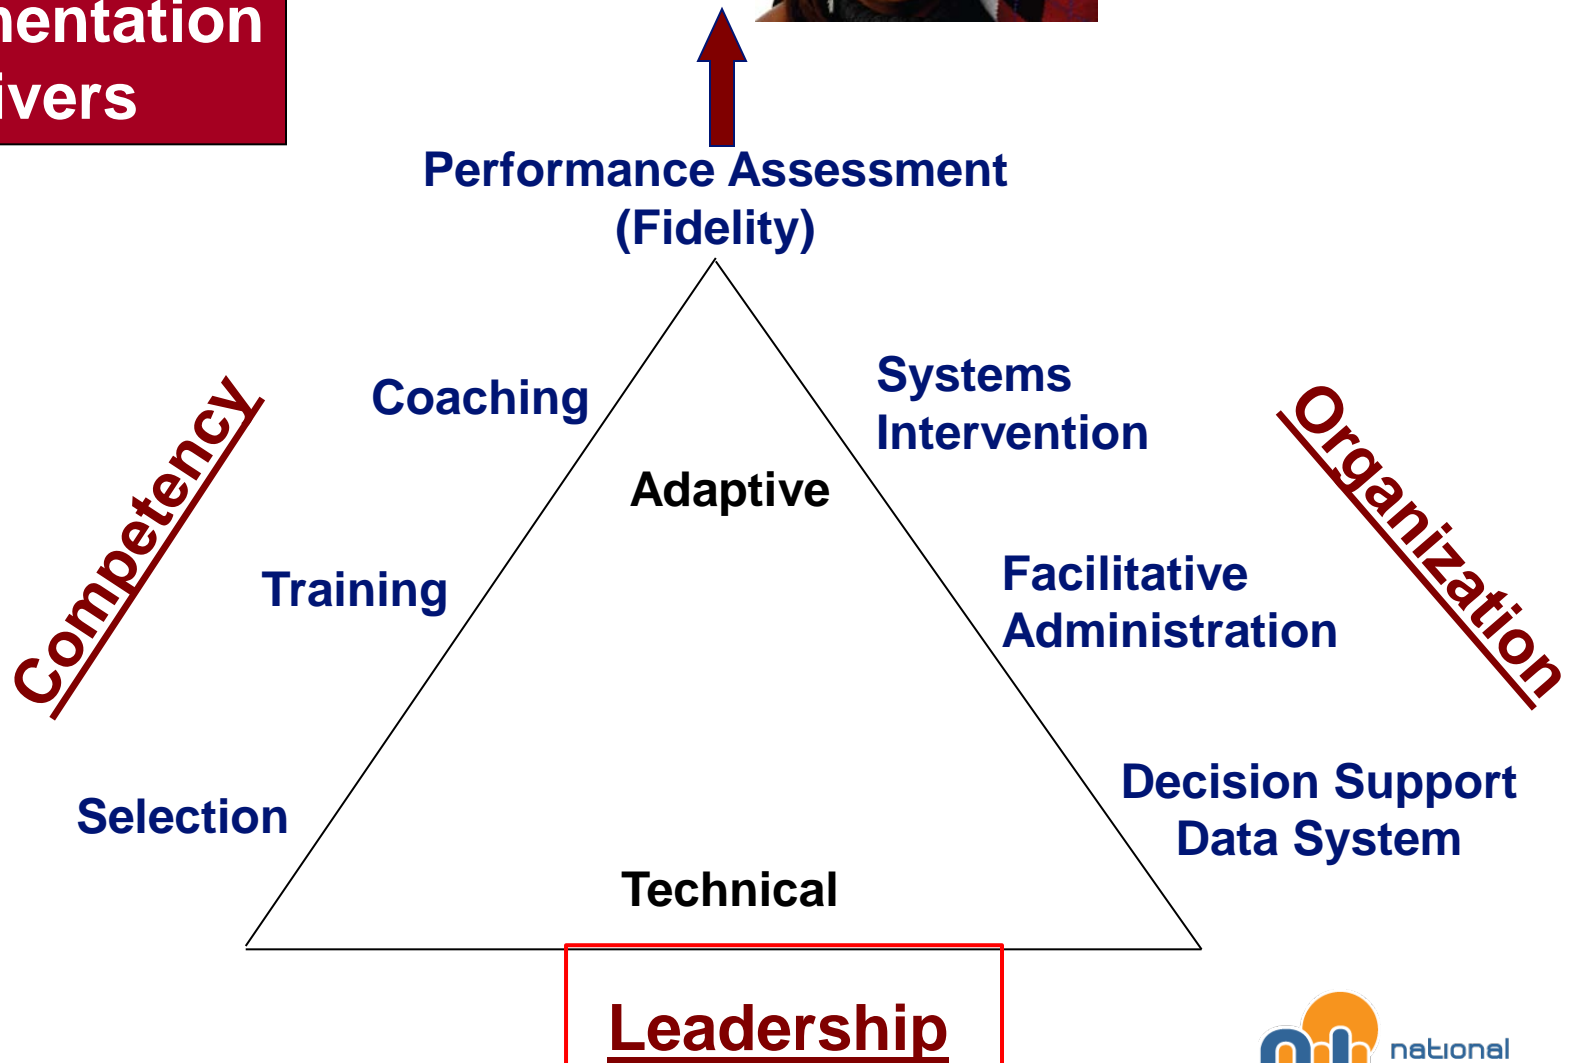 mentation
ivers
Performance Assessment
(Fidelity)
Coaching
Systems
Intervention
Adaptive
Competency
Organization
Training
Facilitative
Administration
Selection
Decision Support
Data System
Technical
Leadership
national